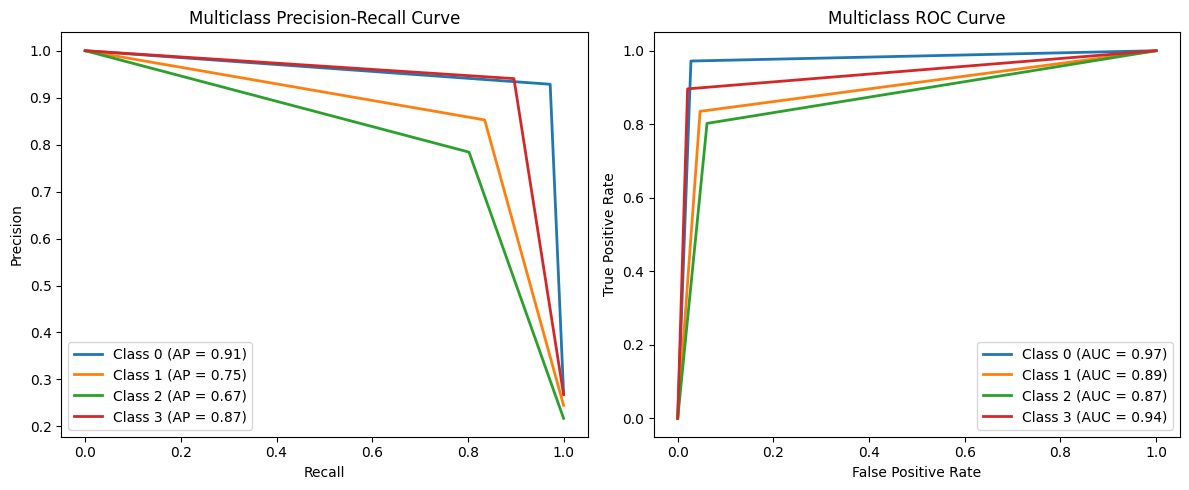 Multiclass Precision-Recall Curve
1.0
0.9
0.8
0.7
0.6
0.5
0.4
0.3
0.2
Precision
0.0 0.2 0.4 0.6 0.8 1.0
Recall
Class 0 (AP = 0.91)
Class 1 (AP = 0.75)
Class 2 (AP = 0.67)
Class 3 (AP = 0.87)
Multiclass ROC Curve
1.0
0.8
0.6
0.4
0.2
0.0
True Positive Rate
0.0 0.2 0.4 0.6 0.8 1.0
False Positive Rate
Class 0 (AUC = 0.97)
Class 1 (AUC = 0.89)
Class 2 (AUC = 0.87)
Class 3 (AUC = 0.94)